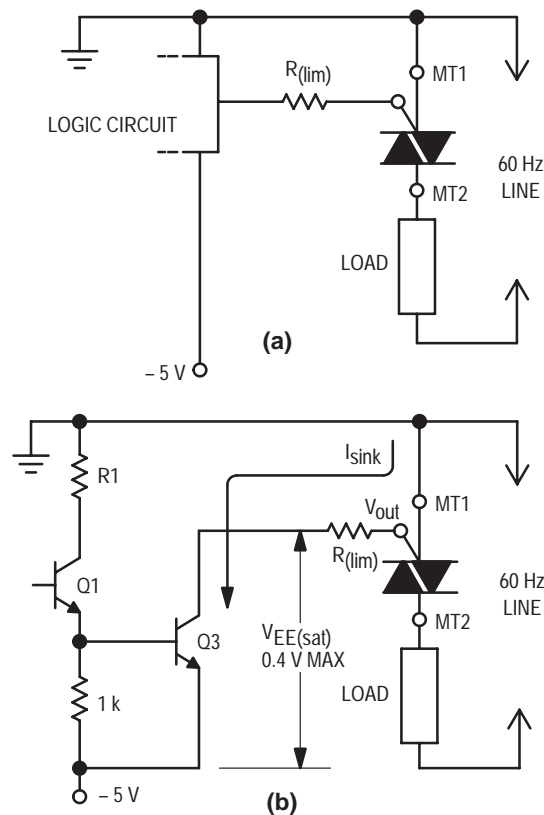 MT1
R(lim)
LOGIC CIRCUIT
60 Hz
LINE
MT2
LOAD
(a)
– 5 V
Isink
R1
Vout
MT1
R(lim)
Q1
60 Hz
LINE
Q3
VEE(sat)
0.4 V MAX
MT2
1 k
LOAD
– 5 V
(b)